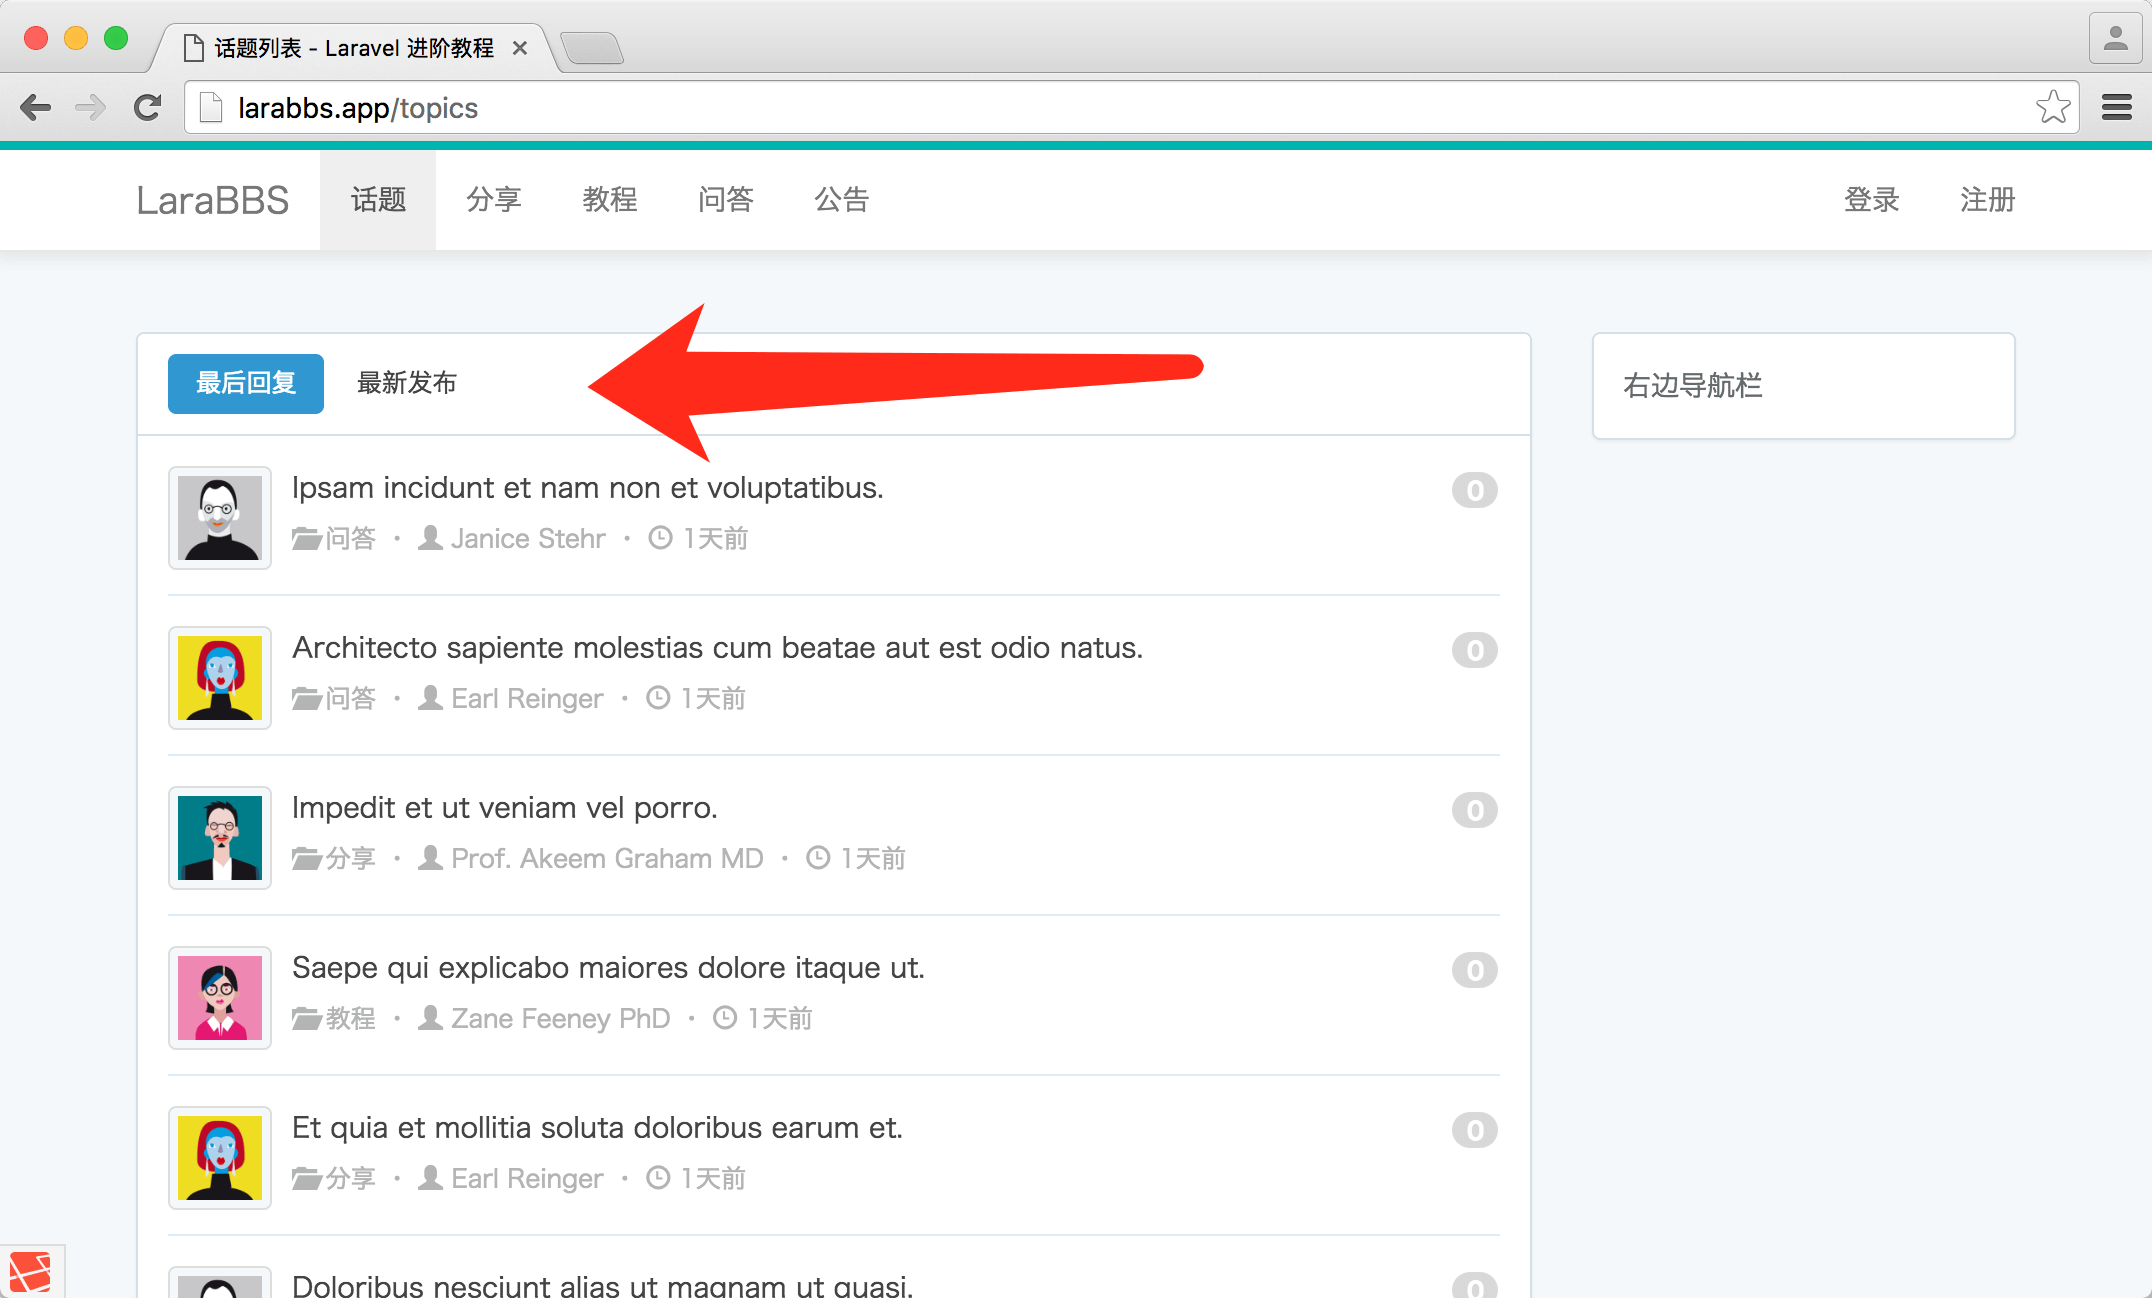 话题列表 - Laravel 进阶教程
larabbs.app/topics
LaraBBS 话题 分享 教程 问答 公告 登录 注册
最后回复 最新发布
右边导航栏
Ipsam incidunt et nam non et voluptatibus. 0
问答 • Janice Stehr • 1天前
Architecto sapiente molestias cum beatae aut est odio natus. 0
问答 • Earl Reinger • 1天前
Impedit et ut veniam vel porro. 0
分享 • Prof. Akeem Graham MD • 1天前
Saepe qui explicabo maiores dolore itaque ut. 0
教程 • Zane Feeney PhD • 1天前
Et quia et mollitia soluta doloribus earum et. 0
分享 • Earl Reinger • 1天前
Doloribus nesciunt alias ut magnam ut quasi. 0